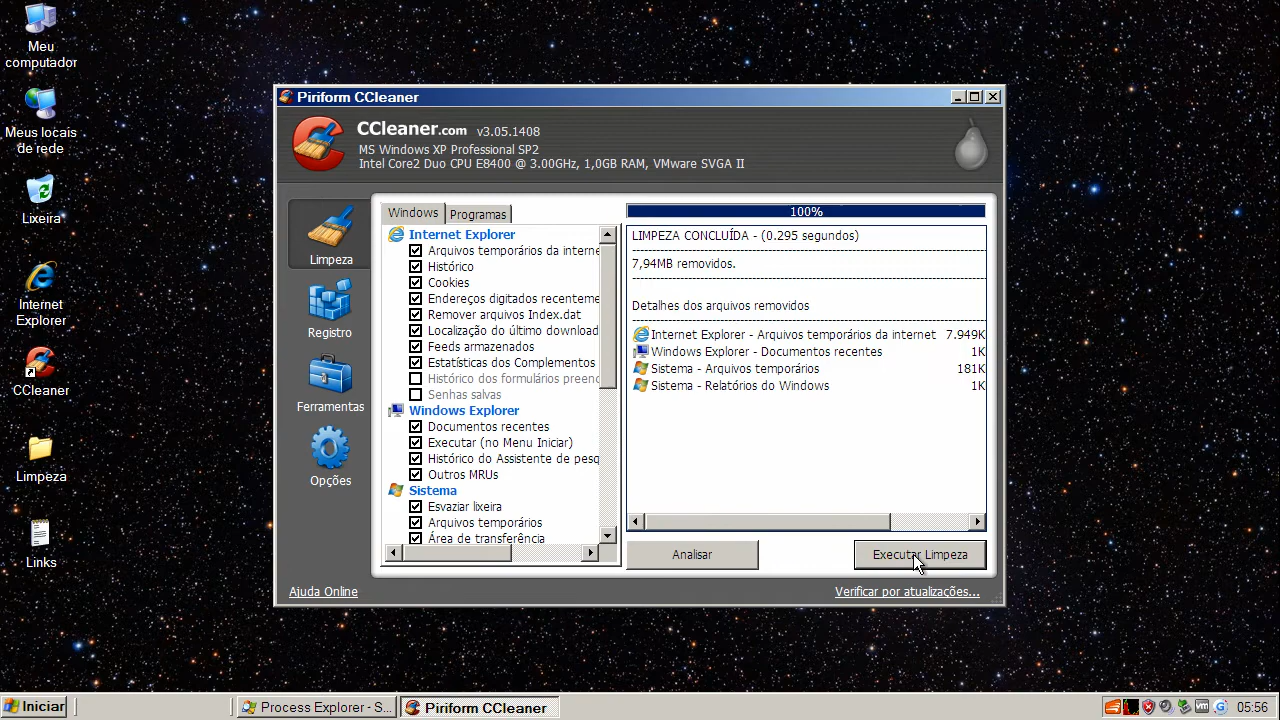 Meu
computador
Meus locais
de rede
Lixeira
Internet
Explorer
CCleaner
Limpeza
Links
Piriform CCleaner
CCleaner.com v3.05.1408
MS Windows XP Professional SP2
Intel Core2 Duo CPU E8400 @ 3.00GHz, 1,0GB RAM, VMware SVGA II
Limpeza
Registro
Ferramentas
Opções
Windows Programas
Internet Explorer
Arquivos temporários da interne
Histórico
Cookies
Endereços digitados recenteme
Remover arquivos Index.dat
Localização do último download
Feeds armazenados
Estatísticas dos Complementos
Histórico dos formulários preenc
Senhas salvas
Windows Explorer
Documentos recentes
Executar (no Menu Iniciar)
Histórico do Assistente de pesq
Outros MRUs
Sistema
Esvaziar lixeira
Arquivos temporários
Área de transferência
100%
LIMPEZA CONCLUÍDA - (0.295 segundos)
7,94MB removidos.
Detalhes dos arquivos removidos
Internet Explorer - Arquivos temporários da internet 7.949K
Windows Explorer - Documentos recentes 1K
Sistema - Arquivos temporários 181K
Sistema - Relatórios do Windows 1K
Analisar
Executar Limpeza
Ajuda Online
Verificar por atualizações...
Iniciar
Process Explorer - S...
Piriform CCleaner
05:56